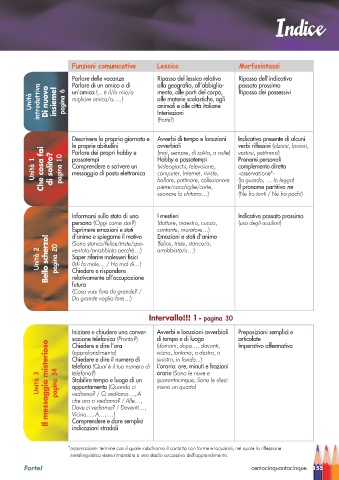 Indice
Funzioni comunicative
Lessico
Morfosintassi
Unità introduttiva
Di nuovo insieme!
pagina 6
Parlare delle vacanze
Parlare di un amico o di
un'amica (... è il/la mio/a
migliore amico/a, ...)
Ripasso del lessico relativo
alla geografia, all'abbiglia-
mento, alle parti del corpo,
alle materie scolastiche, agli
animali e alle città italiane
Interiezioni
(Forte!)
Ripasso dell'indicativo
passato prossimo
Ripasso dei possessivi
Unità 1
Che cosa fai
di solito?
pagina 10
Descrivere la propria giornata e
le proprie abitudini
Parlare dei propri hobby e
passatempi
Comprendere e scrivere un
messaggio di posta elettronica
Avverbi di tempo e locuzioni
avverbiali
(mai, sempre, di solito, a volte)
Hobby e passatempi
(videogiochi, televisione,
computer, Internet, riviste,
ballare, pattinare, collezionare
pietre/conchiglie/carte,
suonare la chitarra...)
Indicativo presente di alcuni
verbi riflessivi (alzarsi, lavarsi,
vestirsi, pettinarsi)
Pronomi personali
complemento diretto
-osservazione*-
(la guardo, ... lo leggo)
Il pronome partitivo ne
(Ne ho tanti / Ne ho pochi)
Unità 2
Bello scherzo!
pagina 20
Informarsi sullo stato di una
persona (Oggi come stai?)
Esprimere emozioni e stati
d'animo e spiegarne il motivo
(Sono stanco/felice/triste/spa-
ventato/arrabbiato perché...)
Saper riferire malesseri fisici
(Mi fa male... / Ho mal di...)
Chiedere e rispondere
relativamente all'occupazione
futura
(Cosa vuoi fare da grande? /
Da grande voglio fare...)
I mestieri
(dottore, maestro, cuoco,
cantante, muratore...)
Emozioni e stati d'animo
(felice, triste, stanco/a,
arrabbiato/a...)
Indicativo passato prossimo
(uso degli ausiliari)
Intervallo!!! 1 - pagina 30
Unità 3
Il messaggio misterioso
pagina 34
Iniziare e chiudere una conver-
sazione telefonica (Pronto?)
Chiedere e dire l'ora
(approfondimento)
Chiedere e dire il numero di
telefono (Qual è il tuo numero di
telefono?)
Stabilire tempo e luogo di un
appuntamento (Quando ci
vediamo? / Ci vediamo..., A
che ora ci vediamo? / Alle...,
Dove ci vediamo? / Davanti...,
Vicino..., A..., ...)
Comprendere e dare semplici
indicazioni stradali
Avverbi e locuzioni avverbiali
di tempo e di luogo
(domani, dopo..., davanti,
vicino, lontano, a destra, a
sinistra, in fondo...)
L'orario: ore, minuti e frazioni
orarie (Sono le nove e
quarantacinque, Sono le dieci
meno un quarto)
Preposizioni semplici e
articolate
Imperativo affermativo
*osservazione: termine con il quale indichiamo il contatto con forme e locuzioni, nel quale la riflessione
metalinguistica viene rimandata a uno stadio successivo dell'apprendimento.
Forte!
centocinquantacinque
155